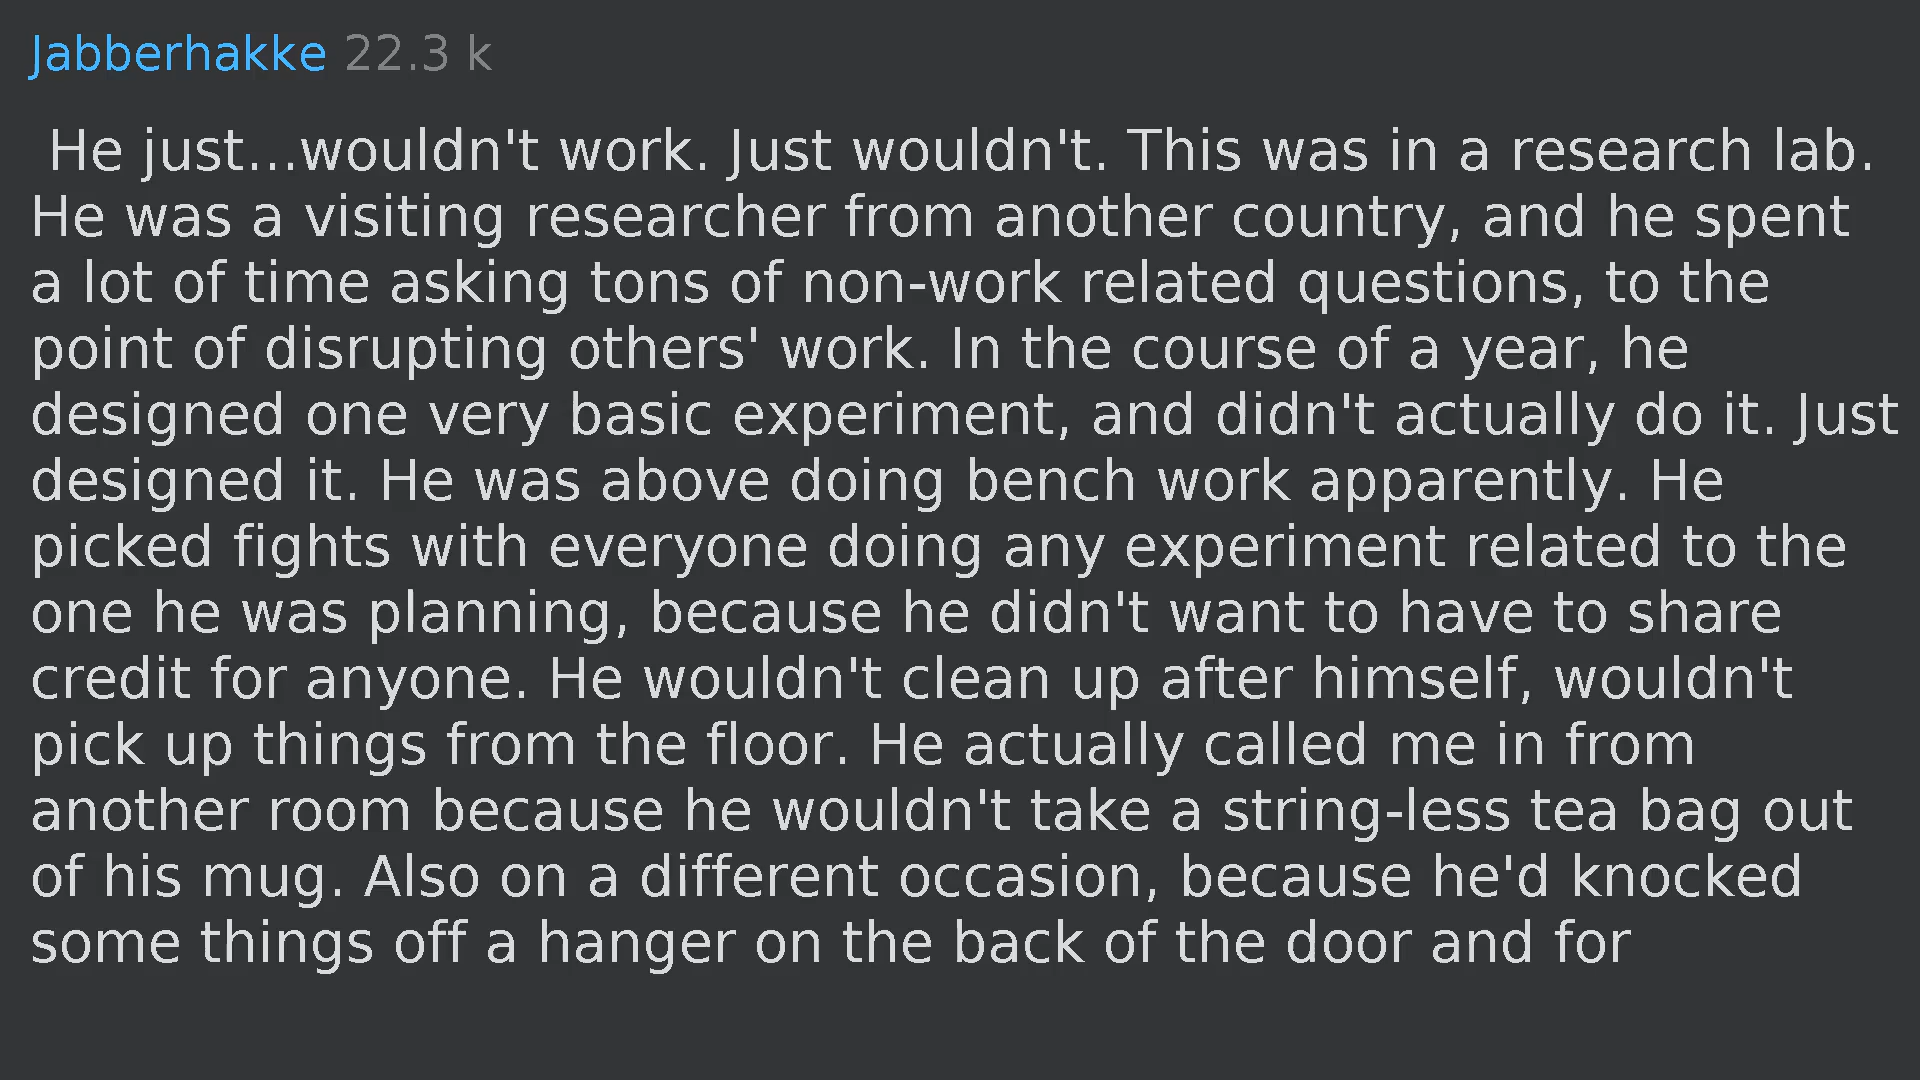 Jabberhakke 22.3 k
He just...wouldn't work. Just wouldn't. This was in a research lab.
He was a visiting researcher from another country, and he spent
a lot of time asking tons of non-work related questions, to the
point of disrupting others' work. In the course of a year, he
designed one very basic experiment, and didn't actually do it. Just
designed it. He was above doing bench work apparently. He
picked fights with everyone doing any experiment related to the
one he was planning, because he didn't want to have to share
credit for anyone. He wouldn't clean up after himself, wouldn't
pick up things from the floor. He actually called me in from
another room because he wouldn't take a string-less tea bag out
of his mug. Also on a different occasion, because he'd knocked
some things off a hanger on the back of the door and for